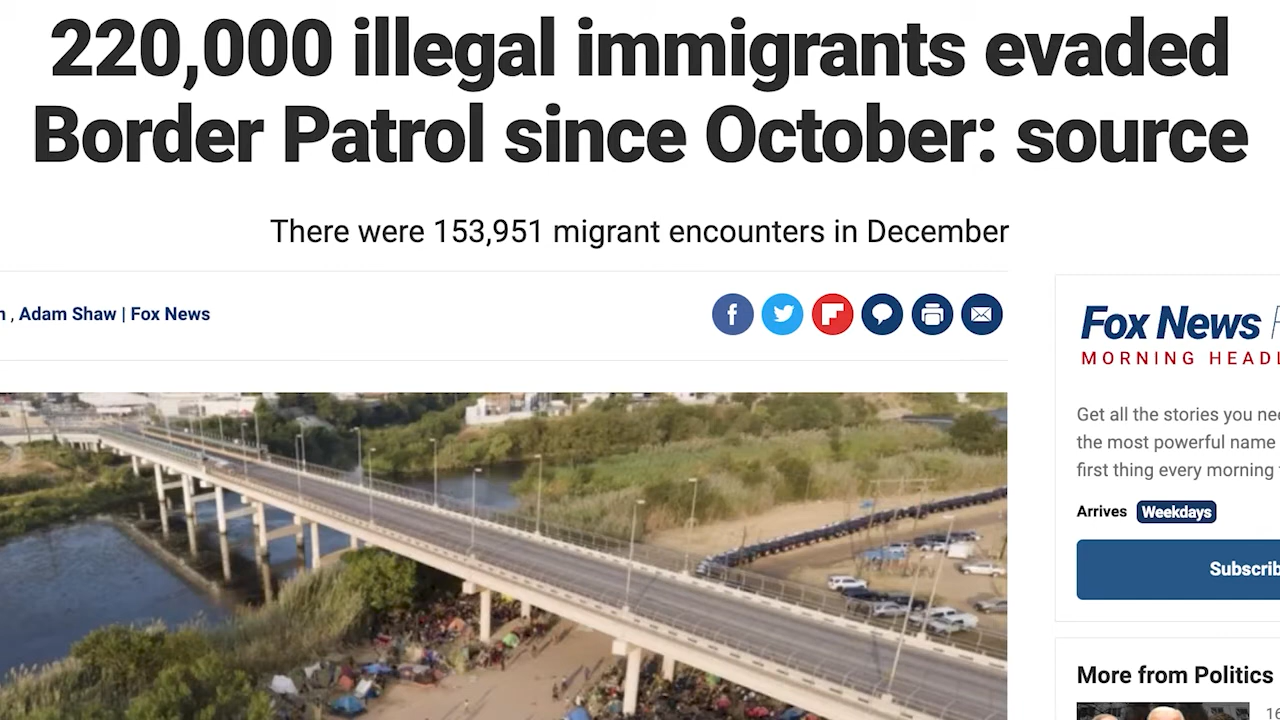 220,000 illegal immigrants evaded
Border Patrol since October: source
There were 153,951 migrant encounters in December
, Adam Shaw | Fox News
Fox News
MORNING
Get all the stories you
the most powerful name
first thing every morning
Arrives Weekdays
More from Politics